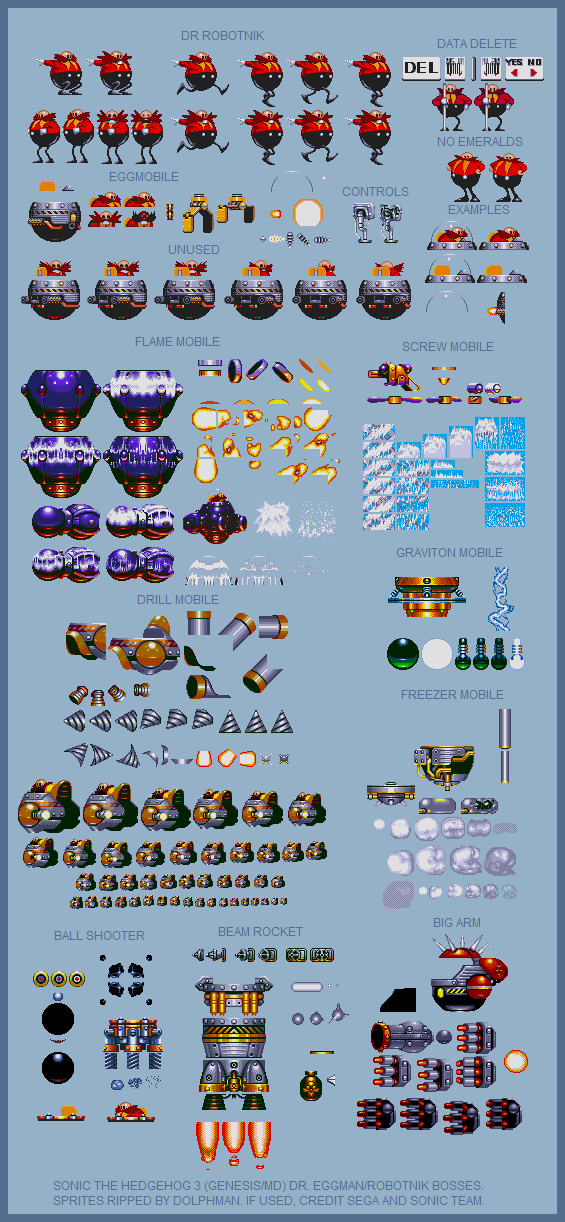 DR ROBOTNIK
DATA DELETE
DEL
YES NO
NO EMERALDS
EGGMOBILE
CONTROLS
EXAMPLES
UNUSED
FLAME MOBILE
SCREW MOBILE
GRAVITON MOBILE
DRILL MOBILE
FREEZER MOBILE
BIG ARM
BEAM ROCKET
BALL SHOOTER
SONIC THE HEDGEHOG 3 (GENESIS/MD) DR. EGGMAN/ROBOTNIK BOSSES.
SPRITES RIPPED BY DOLPHMAN. IF USED, CREDIT SEGA AND SONIC TEAM.